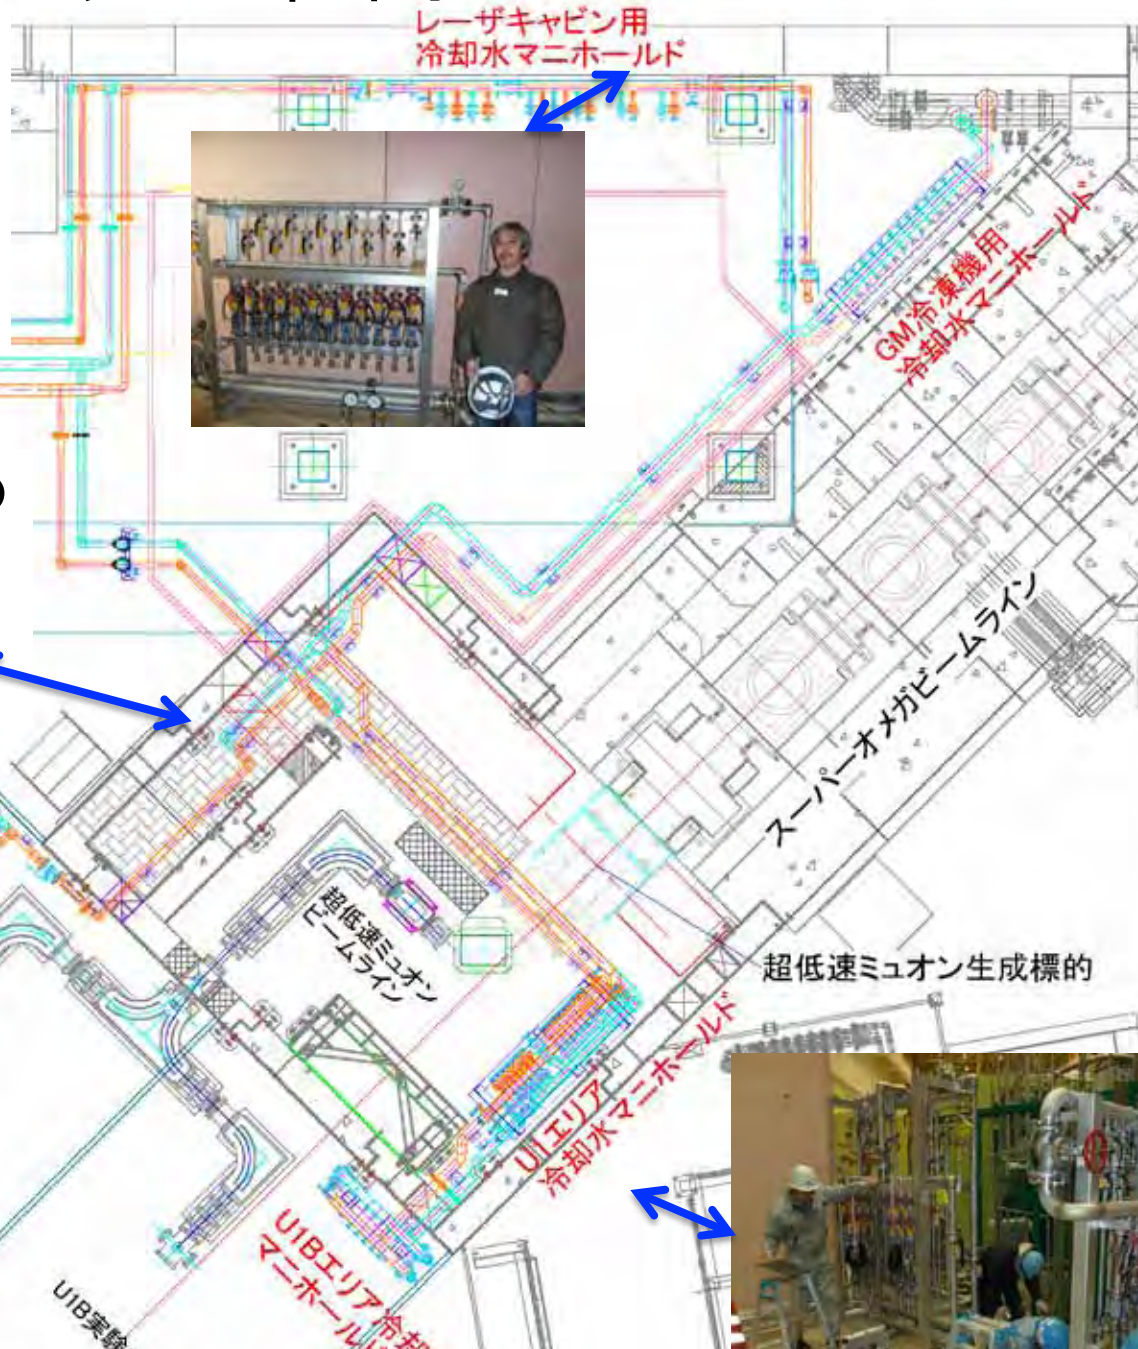 レーザキャビン用
冷却水マニホールド
GM冷凍機用
冷却水マニホールド
スーパーオメガビームライン
超低速ミュオン
ビームライン
超低速ミュオン生成標的
U1エリア
冷却水マニホールド
U1Bエリア 冷却
マニホール
U1B実験